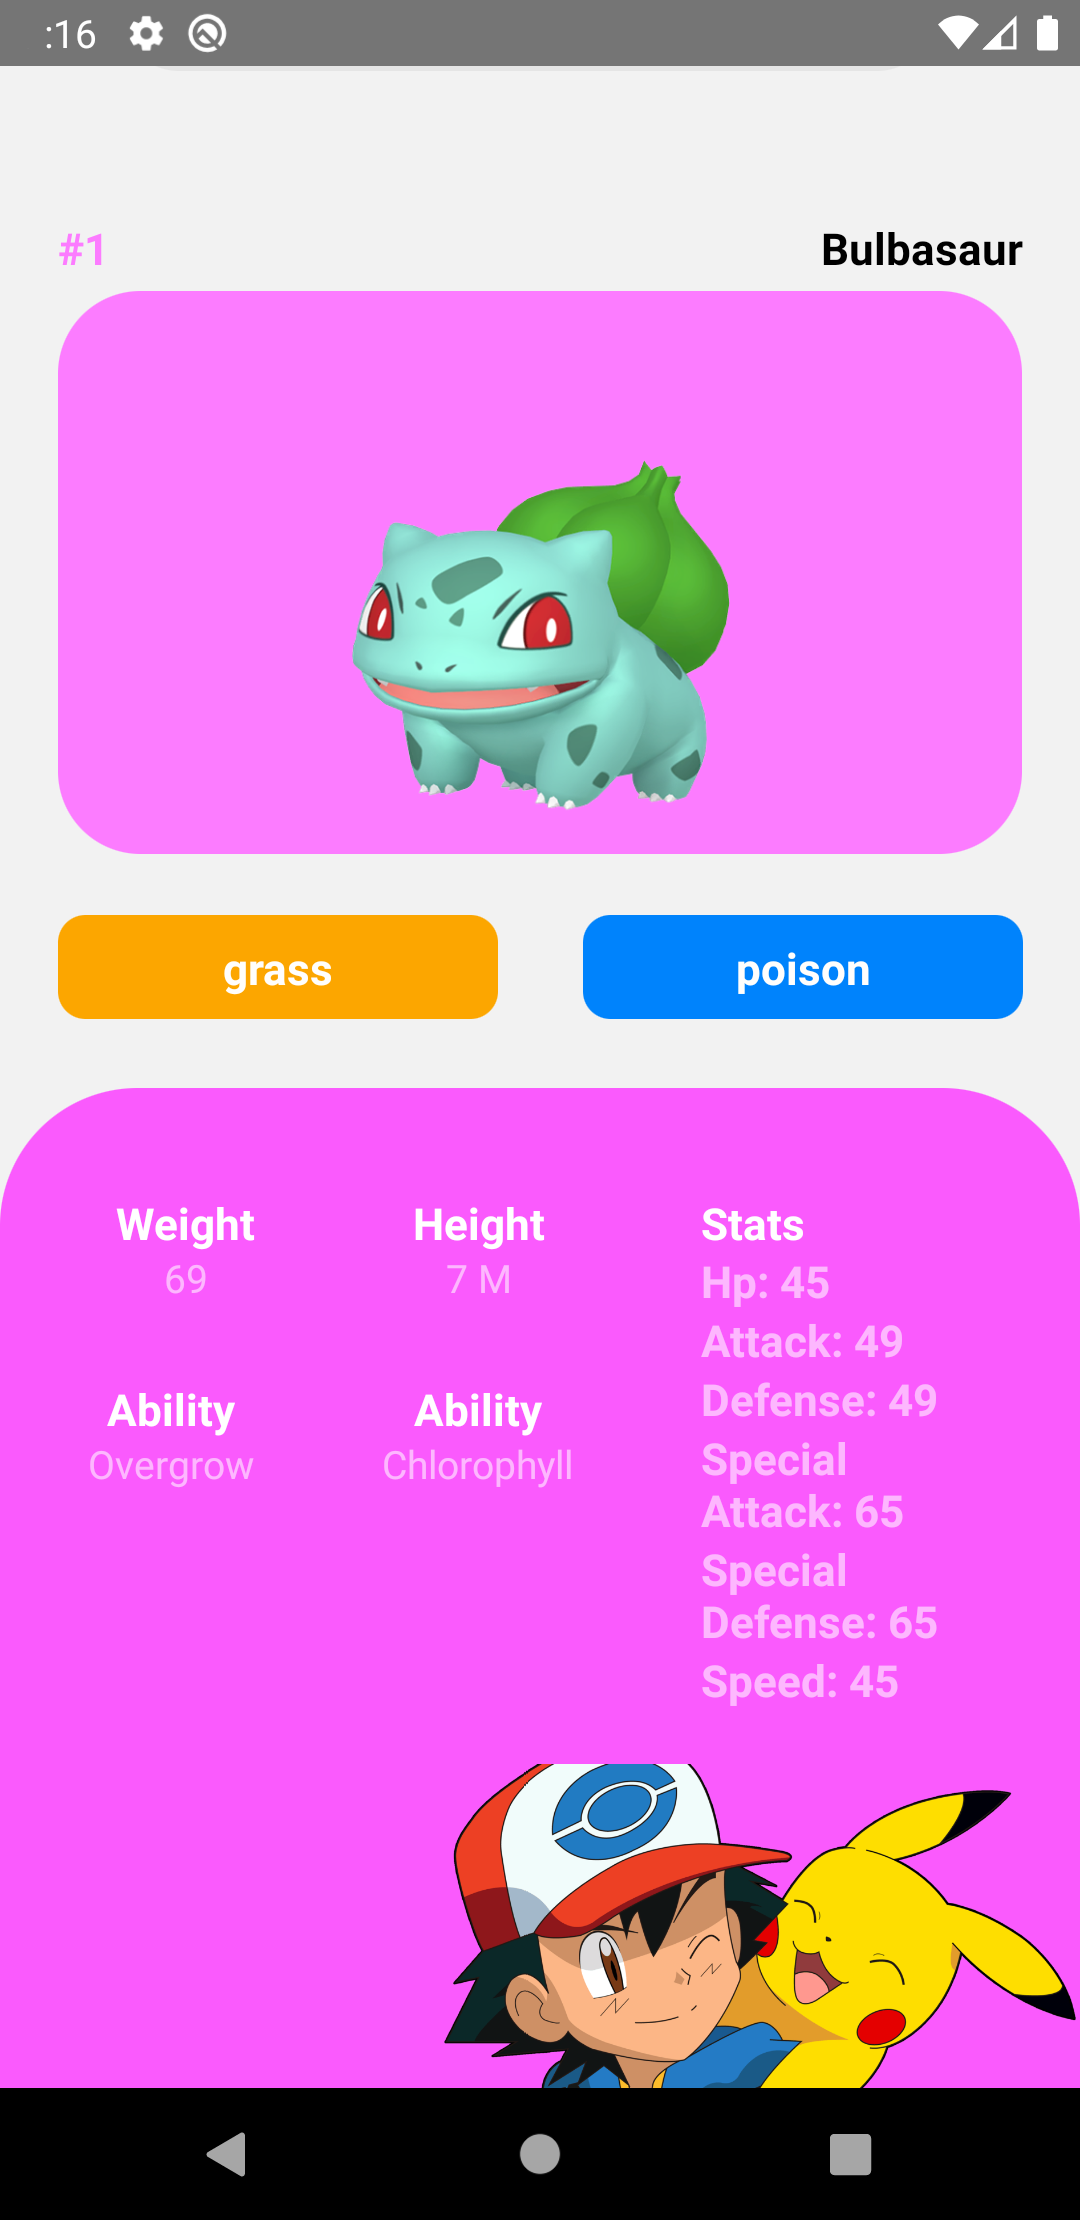 :16
#1
Bulbasaur
grass
poison
Weight
69
Height
7 M
Ability
Overgrow
Ability
Chlorophyll
Stats
Hp: 45
Attack: 49
Defense: 49
Special
Attack: 65
Special
Defense: 65
Speed: 45